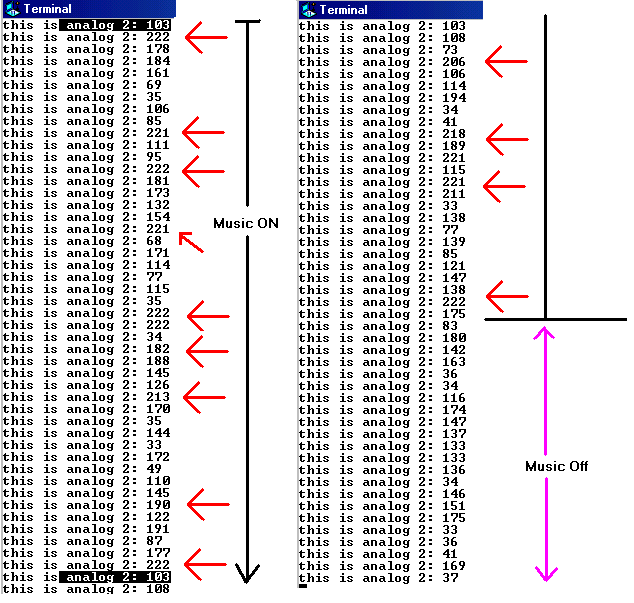 Terminal
this is analog 2: 103
this is analog 2: 222
this is analog 2: 178
this is analog 2: 184
this is analog 2: 161
this is analog 2: 69
this is analog 2: 35
this is analog 2: 106
this is analog 2: 85
this is analog 2: 221
this is analog 2: 111
this is analog 2: 95
this is analog 2: 222
this is analog 2: 181
this is analog 2: 173
this is analog 2: 132
this is analog 2: 154
this is analog 2: 221
this is analog 2: 68
this is analog 2: 171
this is analog 2: 114
this is analog 2: 77
this is analog 2: 115
this is analog 2: 35
this is analog 2: 222
this is analog 2: 222
this is analog 2: 34
this is analog 2: 182
this is analog 2: 188
this is analog 2: 145
this is analog 2: 126
this is analog 2: 213
this is analog 2: 170
this is analog 2: 35
this is analog 2: 144
this is analog 2: 33
this is analog 2: 172
this is analog 2: 49
this is analog 2: 110
this is analog 2: 145
this is analog 2: 190
this is analog 2: 122
this is analog 2: 191
this is analog 2: 87
this is analog 2: 177
this is analog 2: 222
this is analog 2: 103
this is analog 2: 108
Music ON
Terminal
this is analog 2: 103
this is analog 2: 108
this is analog 2: 73
this is analog 2: 206
this is analog 2: 106
this is analog 2: 114
this is analog 2: 194
this is analog 2: 34
this is analog 2: 41
this is analog 2: 218
this is analog 2: 189
this is analog 2: 221
this is analog 2: 115
this is analog 2: 221
this is analog 2: 211
this is analog 2: 33
this is analog 2: 138
this is analog 2: 77
this is analog 2: 139
this is analog 2: 85
this is analog 2: 121
this is analog 2: 147
this is analog 2: 138
this is analog 2: 222
this is analog 2: 175
this is analog 2: 83
this is analog 2: 180
this is analog 2: 142
this is analog 2: 163
this is analog 2: 36
this is analog 2: 34
this is analog 2: 116
this is analog 2: 174
this is analog 2: 147
this is analog 2: 137
this is analog 2: 133
this is analog 2: 133
this is analog 2: 136
this is analog 2: 34
this is analog 2: 146
this is analog 2: 151
this is analog 2: 175
this is analog 2: 33
this is analog 2: 36
this is analog 2: 41
this is analog 2: 169
this is analog 2: 37
Music Off